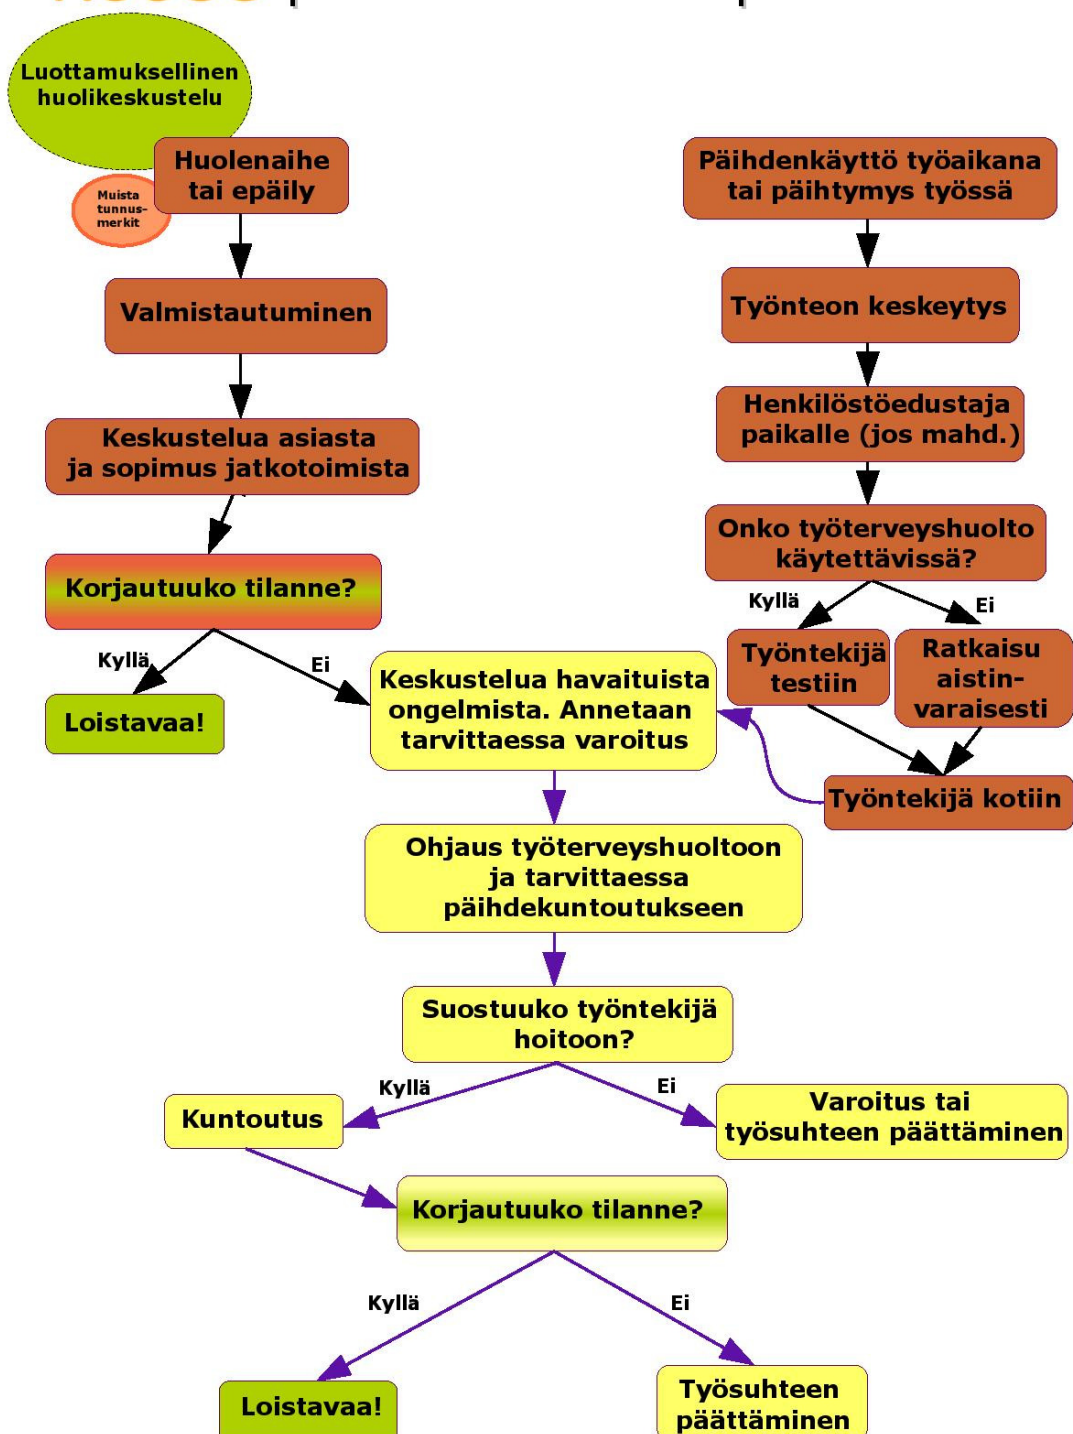 Luottamuksellinen
huolikeskustelu
Huolenaihe
tai epäily
Muista
tunnus-
merkit
Valmistautuminen
Keskustelua asiasta
ja sopimus jatkotoimista
Korjautuuko tilanne?
Kyllä
Ei
Loistavaa!
Päihdenkäyttö työaikana
tai päihtymys työssä
Työnteon keskeytys
Henkilöstöedustaja
paikalle (jos mahd.)
Onko työterveyshuolto
käytettävissä?
Kyllä
Ei
Työntekijä
testiin
Ratkaisu
aistin-
varaisesti
Työntekijä kotiin
Keskustelua havaituista
ongelmista. Annetaan
tarvittaessa varoitus
Ohjaus työterveyshuoltoon
ja tarvittaessa
päihdekuntoutukseen
Suostuuko työntekijä
hoitoon?
Kyllä
Ei
Kuntoutus
Varoitus tai
työsuhteen päättäminen
Korjautuuko tilanne?
Kyllä
Ei
Loistavaa!
Työsuhteen
päättäminen